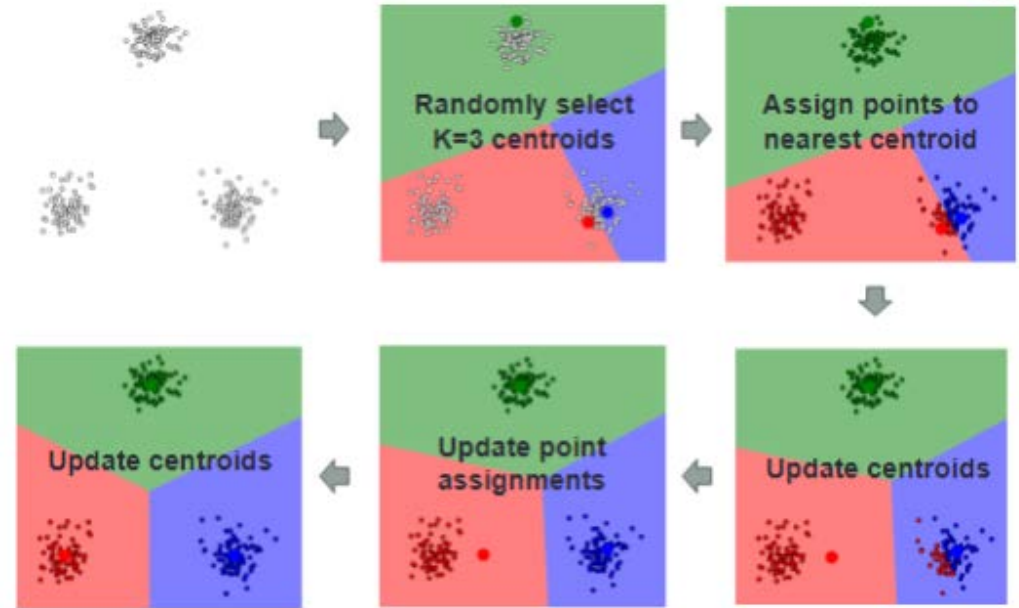 Randomly select
K=3 centroids
Assign points to
nearest centroid
Update centroids
Update point
assignments
Update centroids